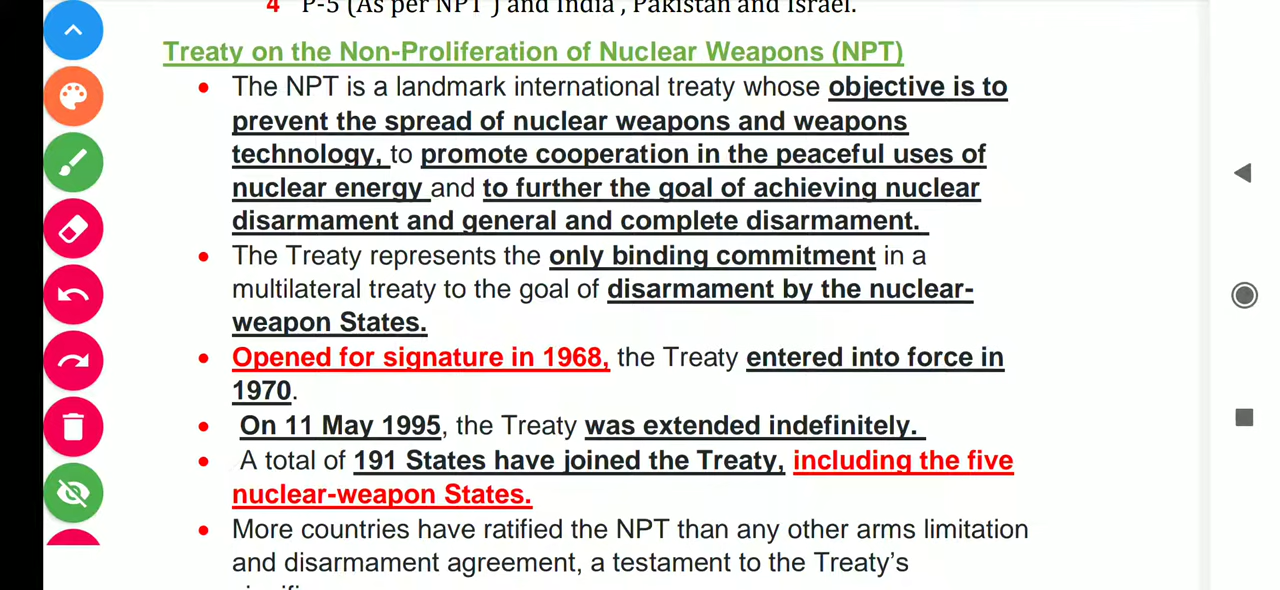 4 P-5 (As per NPT ) and India , Pakistan and Israel.
Treaty on the Non-Proliferation of Nuclear Weapons (NPT)
• The NPT is a landmark international treaty whose objective is to
prevent the spread of nuclear weapons and weapons
technology, to promote cooperation in the peaceful uses of
nuclear energy and to further the goal of achieving nuclear
disarmament and general and complete disarmament.
• The Treaty represents the only binding commitment in a
multilateral treaty to the goal of disarmament by the nuclear-
weapon States.
• Opened for signature in 1968, the Treaty entered into force in
1970.
• On 11 May 1995, the Treaty was extended indefinitely.
• A total of 191 States have joined the Treaty, including the five
nuclear-weapon States.
• More countries have ratified the NPT than any other arms limitation
and disarmament agreement, a testament to the Treaty's